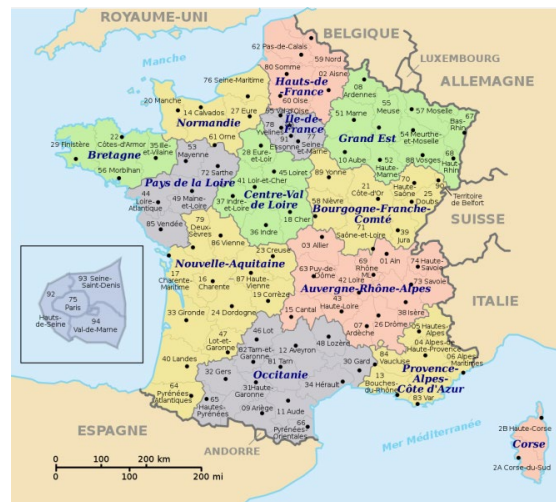 ROYAUME-UNI
BELGIQUE
LUXEMBOURG
ALLEMAGNE
Manche
62 Pas-de-Calais
59 Nord
80 Somme
02 Aisne
Hauts-de-
France
60 Oise
76 Seine-Maritime
08
Ardennes
50 Manche
14 Calvados
27 Eure
Normandie
95 Val-d'Oise
78
Yvelines
Île-de-
France
91
Essonne
77
Seine-et-Marne
51 Marne
55
Meuse
57 Moselle
67
Bas-
Rhin
54 Meurthe-
et-Moselle
Grand Est
10 Aube
52
Haute-
Marne
88 Vosges
68
Haut-
Rhin
22
Côtes-d'Armor
29 Finistère
Bretagne
35 Ille-
et-Vilaine
56 Morbihan
61 Orne
53
Mayenne
72
Sarthe
Pays de la Loire
44
Loire-
Atlantique
49
Maine-et-Loire
85 Vendée
28 Eure-
et-Loir
45 Loiret
41 Loir-et-Cher
Centre-Val
de Loire
37 Indre-
et-Loire
18 Cher
36 Indre
89 Yonne
21
Côte-d'Or
70
Haute-
Saône
25
Doubs
90
Territoire
de Belfort
58 Nièvre
Bourgogne-Franche-
Comté
71
Saône-et-Loire
39
Jura
SUISSE
79
Deux-
Sèvres
86 Vienne
23 Creuse
Nouvelle-Aquitaine
17
Charente-
Maritime
16
Charente
87
Haute-
Vienne
19 Corrèze
24 Dordogne
33 Gironde
47
Lot-et-
Garonne
40 Landes
64
Pyrénées
Atlantiques
03 Allier
63 Puy-
de-Dôme
42 Loire
69
Rhône
01 Ain
74
Haute-
Savoie
73 Savoie
Auvergne-Rhône-Alpes
43
Haute-Loire
15 Cantal
07
Ardèche
26 Drôme
38 Isère
ITALIE
46 Lot
82 Tarn-et-
Garonne
12 Aveyron
48 Lozère
30 Gard
81 Tarn
32 Gers
Occitanie
34 Hérault
31 Haute-
Garonne
65
Hautes-
Pyrénées
09 Ariège
11 Aude
66
Pyrénées
Orientales
05 Hautes-
Alpes
04 Alpes-
de-Haute-
Provence
06 Alpes
Maritimes
84
Vaucluse
13
Bouches-
du-Rhône
83 Var
Provence-
Alpes-
Côte d'Azur
93 Seine-
Saint-Denis
92
75
Paris
Hauts-
de-Seine
94
Val-de-Marne
ESPAGNE
ANDORRE
Mer Méditerranée
2B Haute-Corse
Corse
2A Corse-du-Sud
0 100 200 km
0 100 200 mi